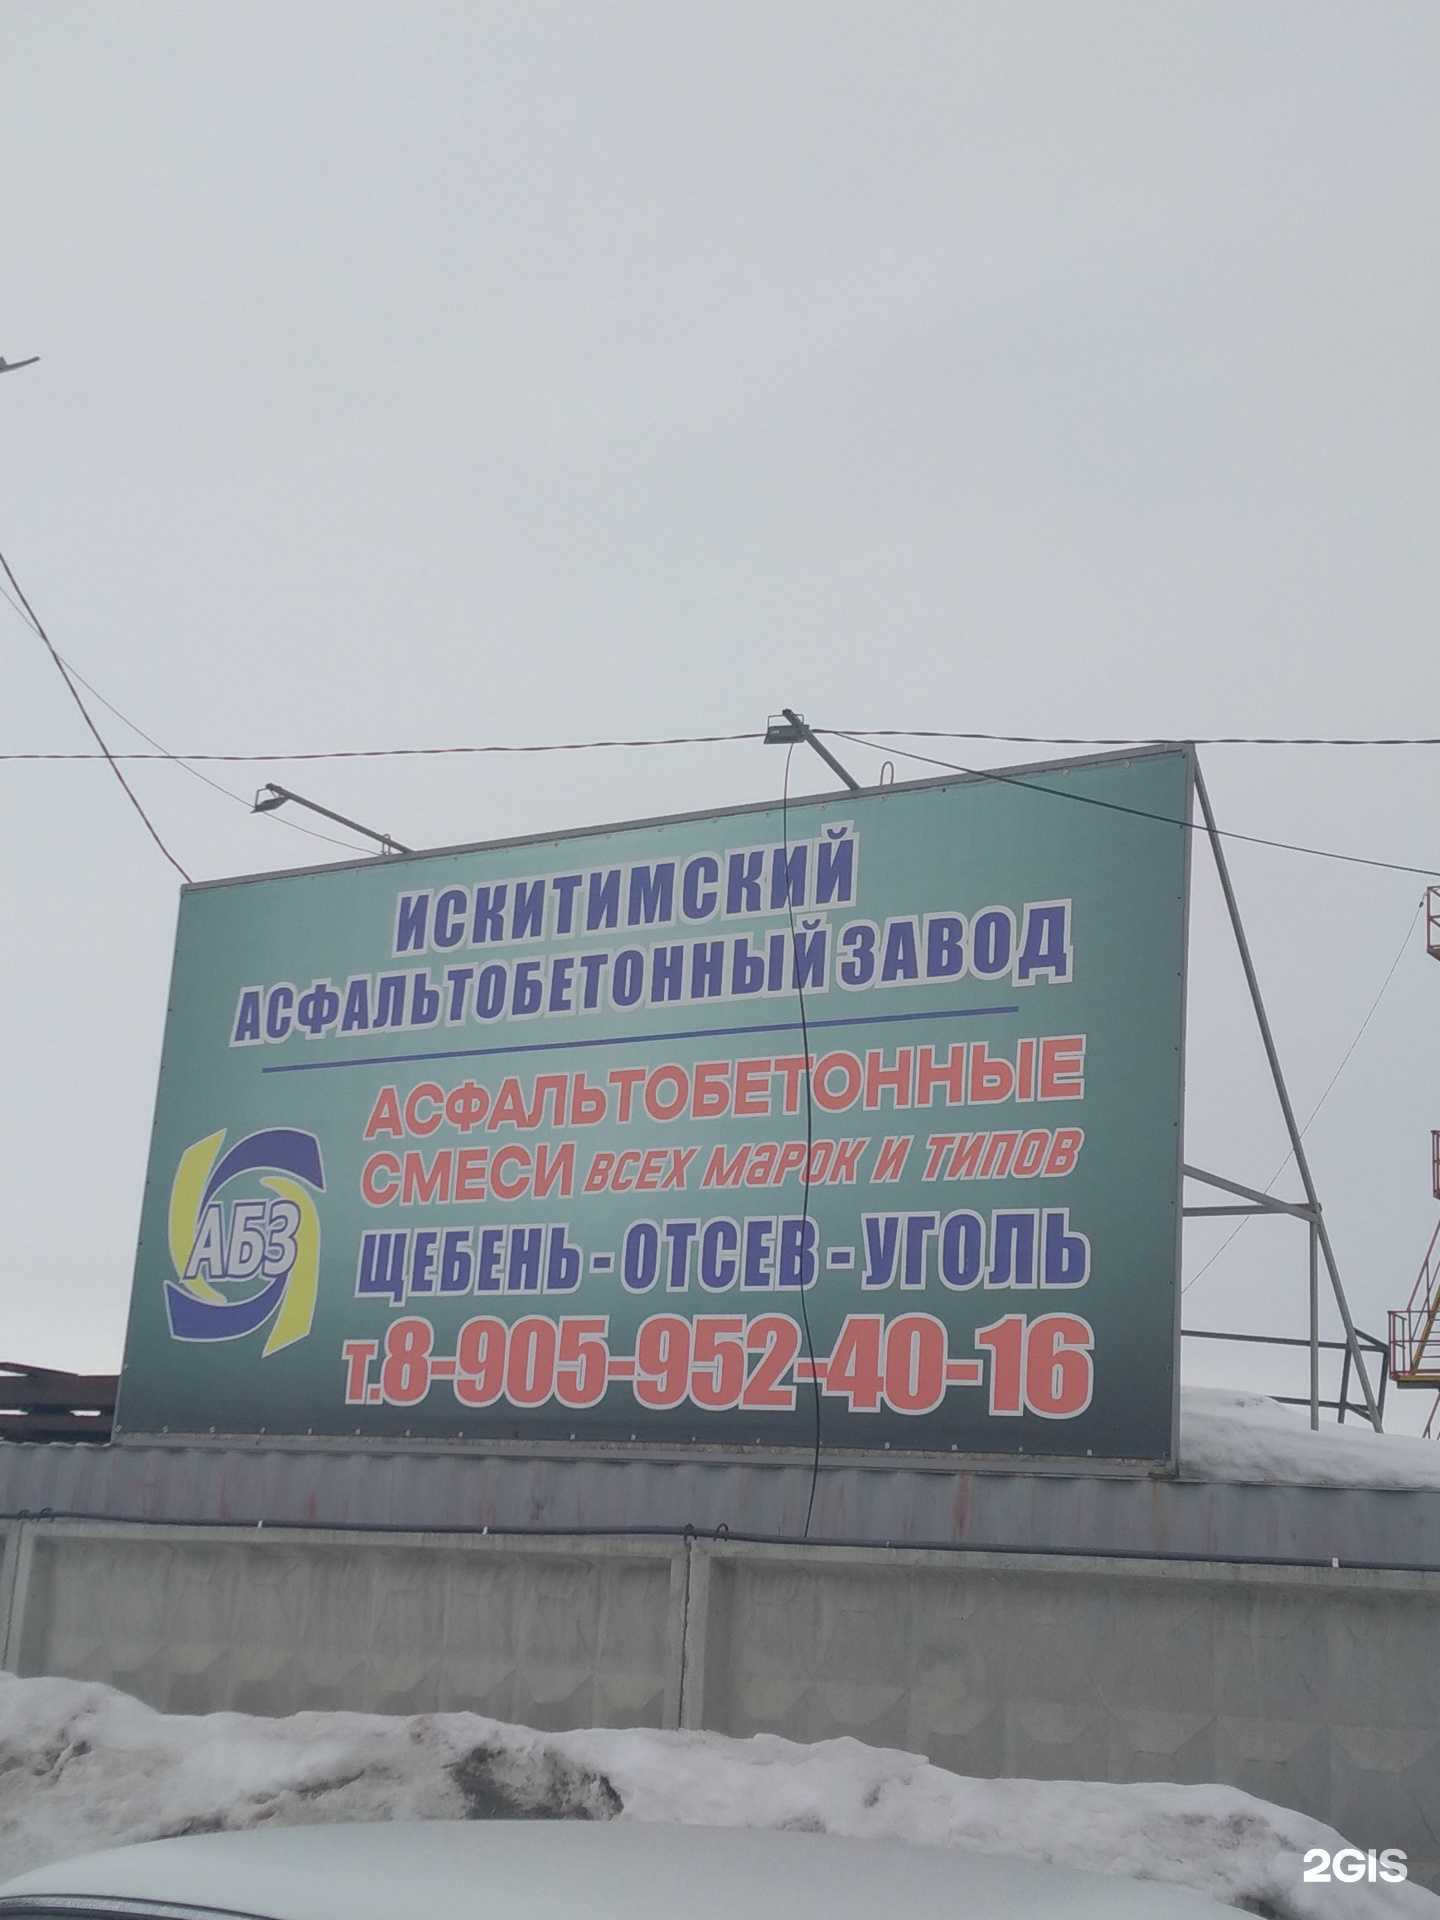 ИСКИТИМСКИЙ
АСФАЛЬТОБЕТОННЫЙ ЗАВОД
АСФАЛЬТОБЕТОННЫЕ
СМЕСИ ВСЕХ МАРОК И ТИПОВ
АБЗ
ЩЕБЕНЬ - ОТСЕВ - УГОЛЬ
т.8-905-952-40-16
2GIS